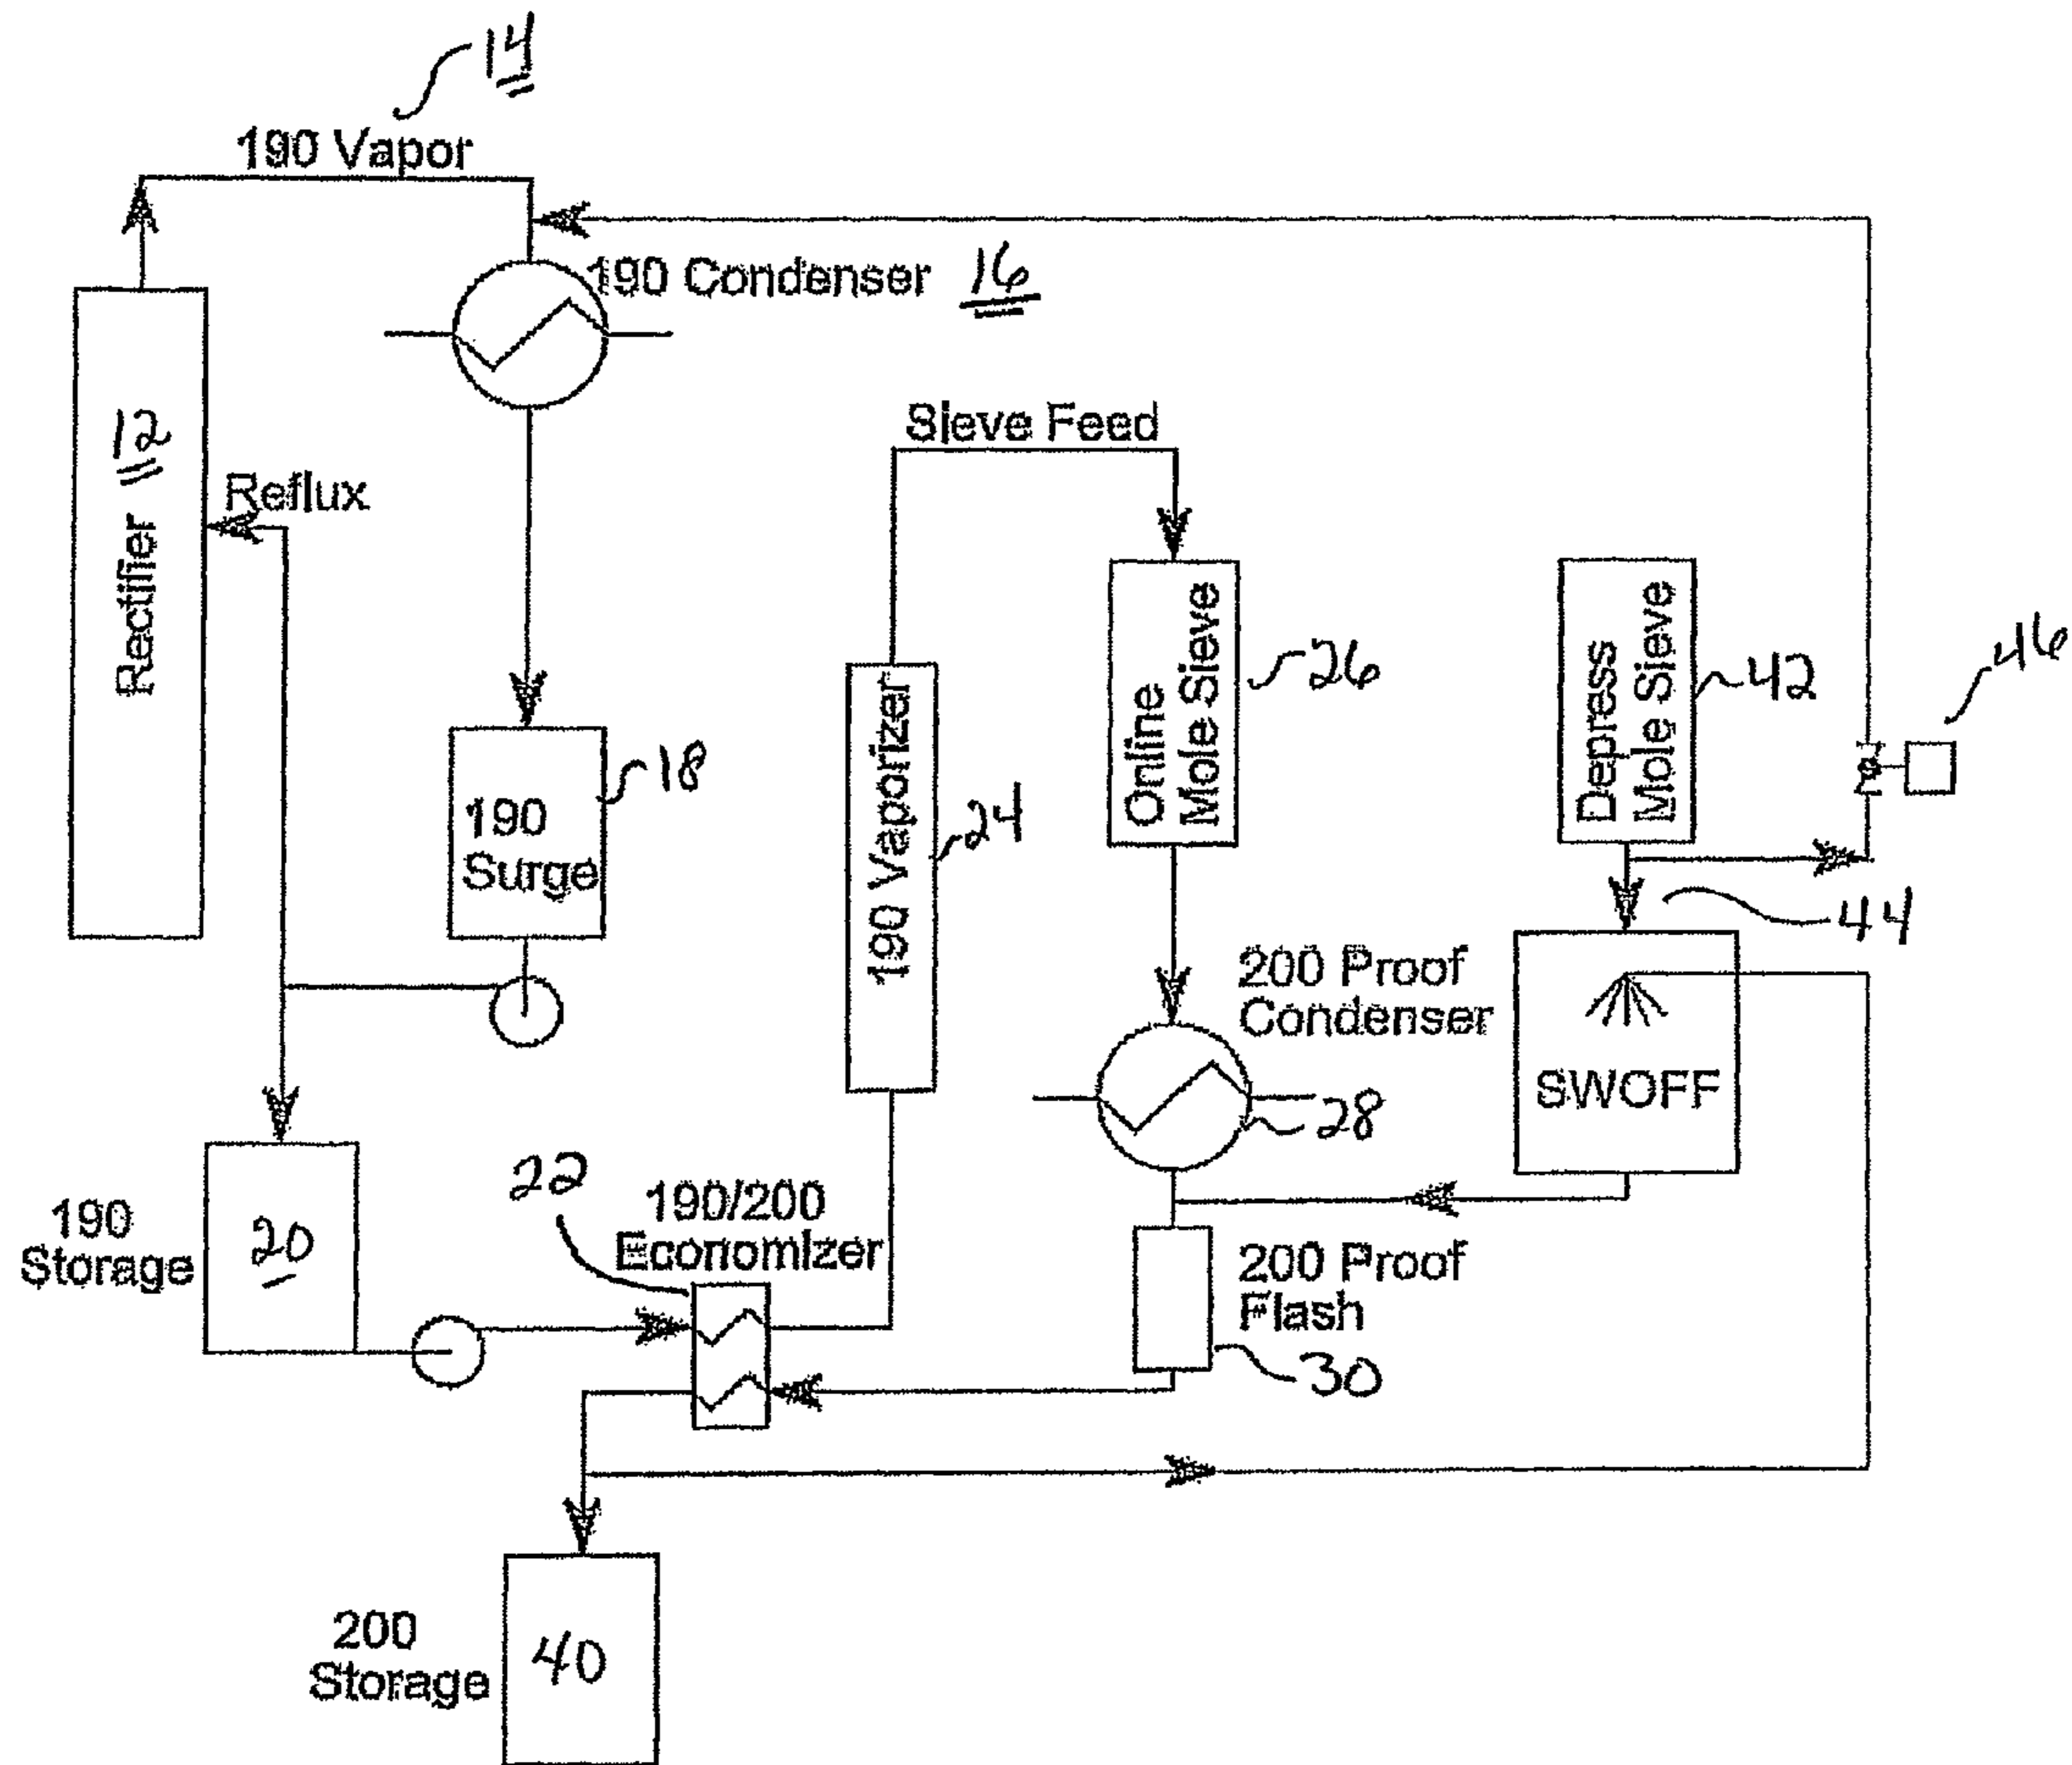 14
190 Vapor
190 Condenser 16
Sieve Feed
Rectifier 12
Reflux
Online
Mole Sieve
26
Depress
Mole Sieve
42
46
18
190
Surge
190 Vaporizer
24
44
200 Proof
Condenser
SWOFF
28
22
190/200
Economizer
190
Storage
20
200 Proof
Flash
30
200
Storage
40